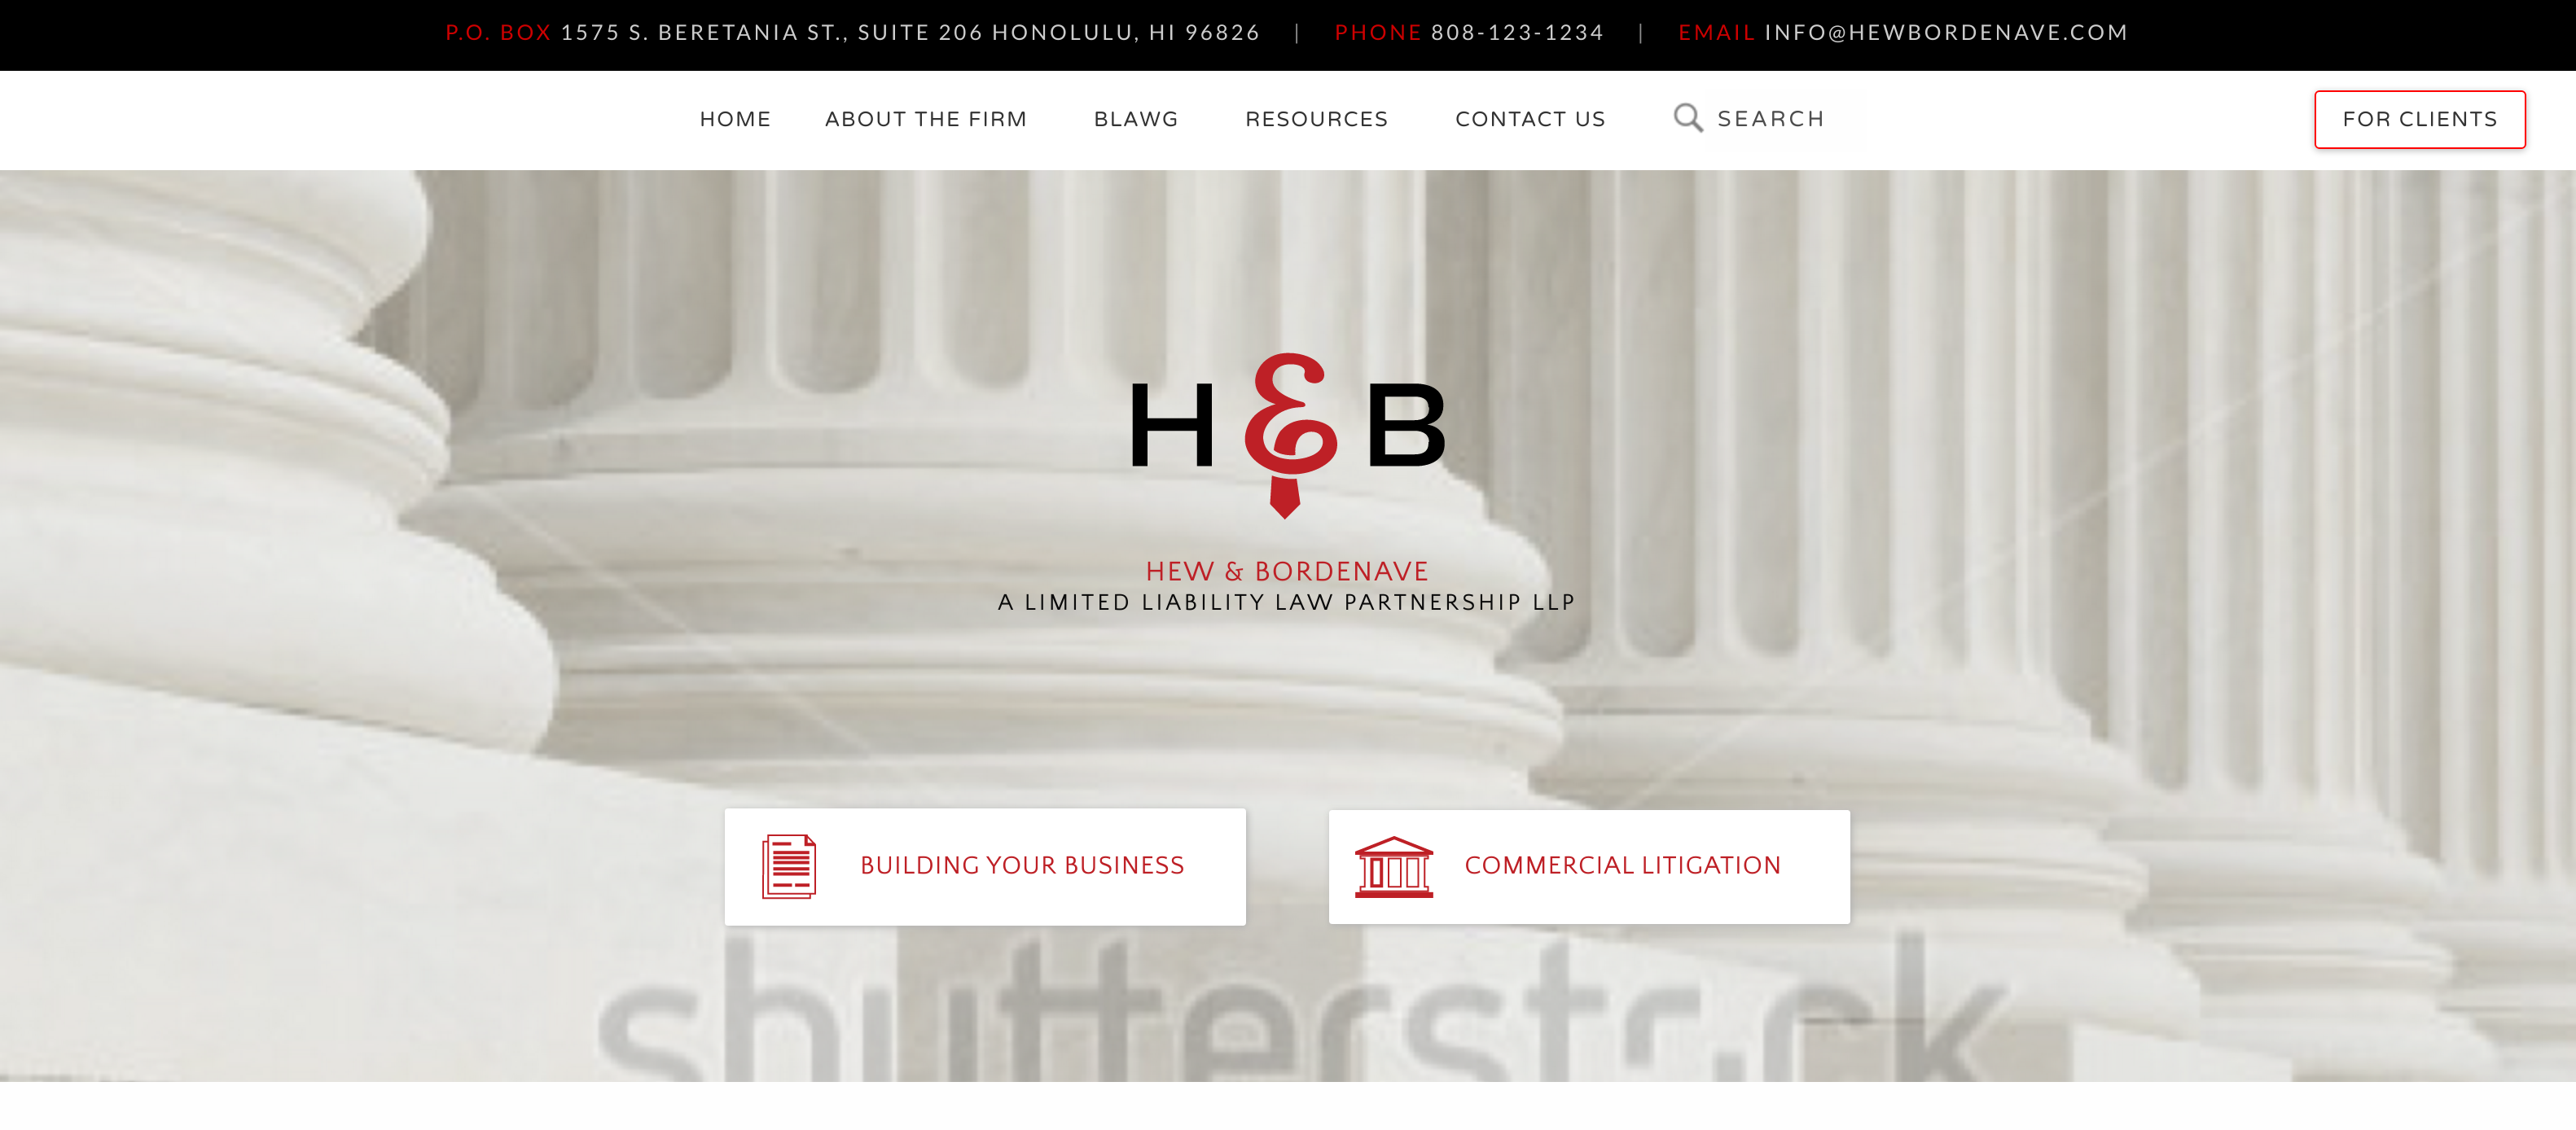 P.O. BOX 1575 S. BERETANIA ST., SUITE 206 HONOLULU, HI 96826 | PHONE 808-123-1234 | EMAIL INFO@HEWBORDENAVE.COM
HOME ABOUT THE FIRM BLAWG RESOURCES CONTACT US SEARCH FOR CLIENTS
H & B
HEW & BORDENAVE
A LIMITED LIABILITY LAW PARTNERSHIP LLP
BUILDING YOUR BUSINESS COMMERCIAL LITIGATION
shutterstock